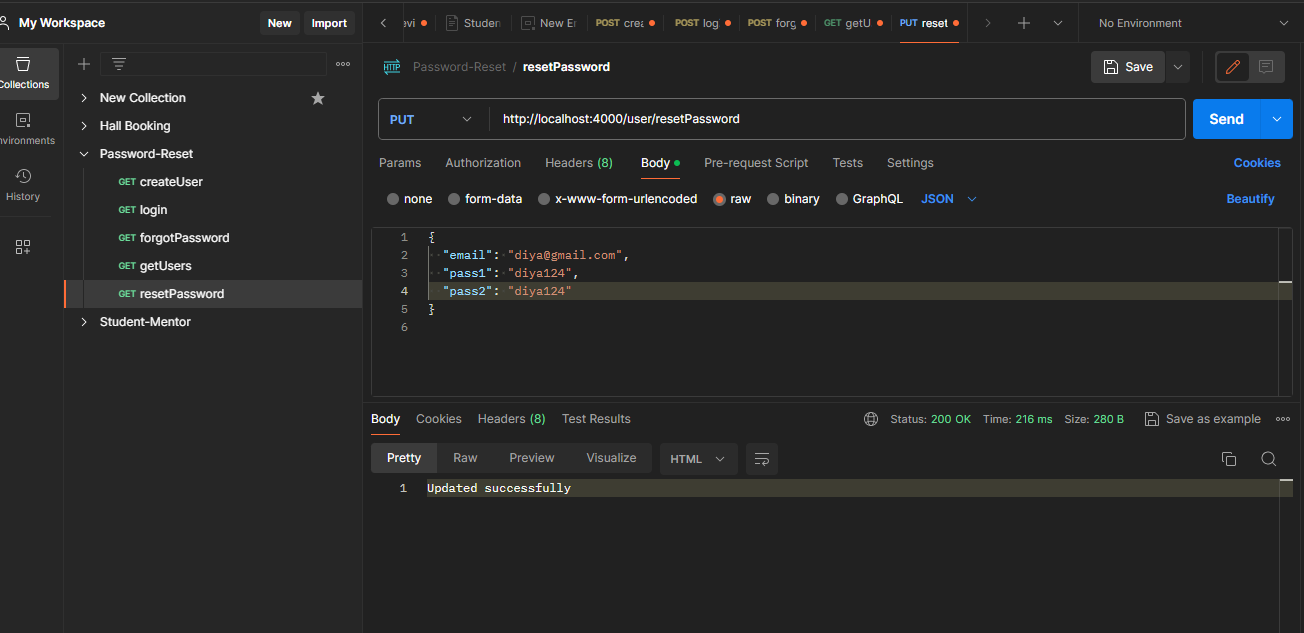 My Workspace
New
Import
evi
Studen
New Er
POST crea
POST log
POST forg
GET getU
PUT reset
No Environment
Collections
nvironments
History
New Collection
Hall Booking
Password-Reset
GET createUser
GET login
GET forgotPassword
GET getUsers
GET resetPassword
Student-Mentor
HTTP Password-Reset / resetPassword
Save
PUT
http://localhost:4000/user/resetPassword
Send
Params Authorization Headers (8) Body Pre-request Script Tests Settings
Cookies
none form-data x-www-form-urlencoded raw binary GraphQL JSON
Beautify
1 {
2 "email": "diya@gmail.com",
3 "pass1": "diya124",
4 "pass2": "diya124"
5 }
6
Body Cookies Headers (8) Test Results
Status: 200 OK Time: 216 ms Size: 280 B
Save as example
Pretty Raw Preview Visualize HTML
1 Updated successfully